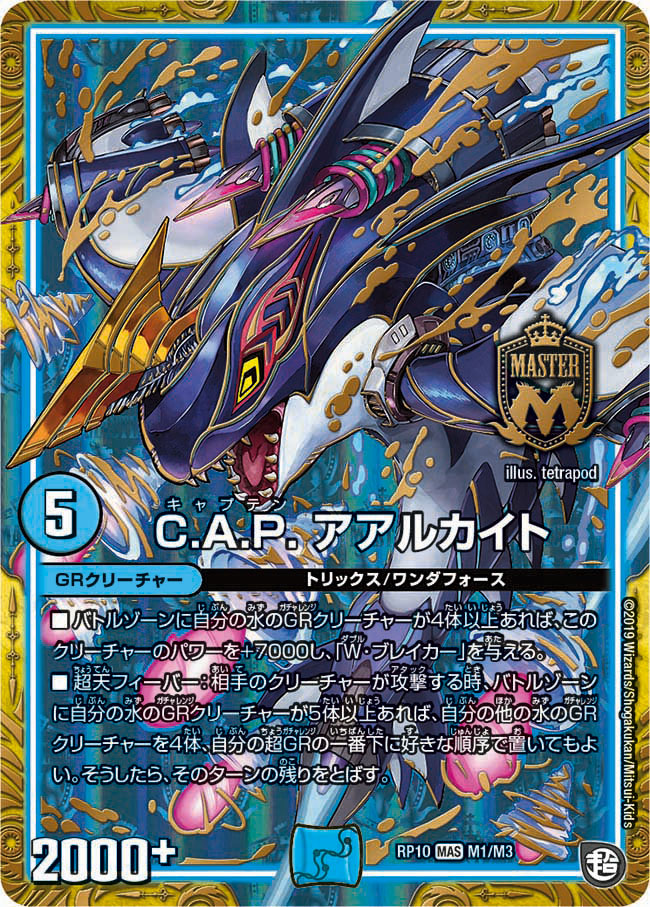 MASTER
M
illus. tetrapod
5
キャプテン
C.A.P. アアルカイト
GRクリーチャー
トリックス/ワンダフォース
■バトルゾーンに自分の水のGRクリーチャーが4体以上あれば、この
クリーチャーのパワーを+7000し、「W・ブレイカー」を与える。
■超天フィーバー:相手のクリーチャーが攻撃する時、バトルゾーン
に自分の水のGRクリーチャーが5体以上あれば、自分の他の水のGR
クリーチャーを4体、自分の超GRの一番下に好きな順序で置いてもよ
い。そうしたら、そのターンの残りをとばす。
©2019 Wizards/Shogakukan/Mitsui-Kids
2000+
RP10 MAS M1/M3
超